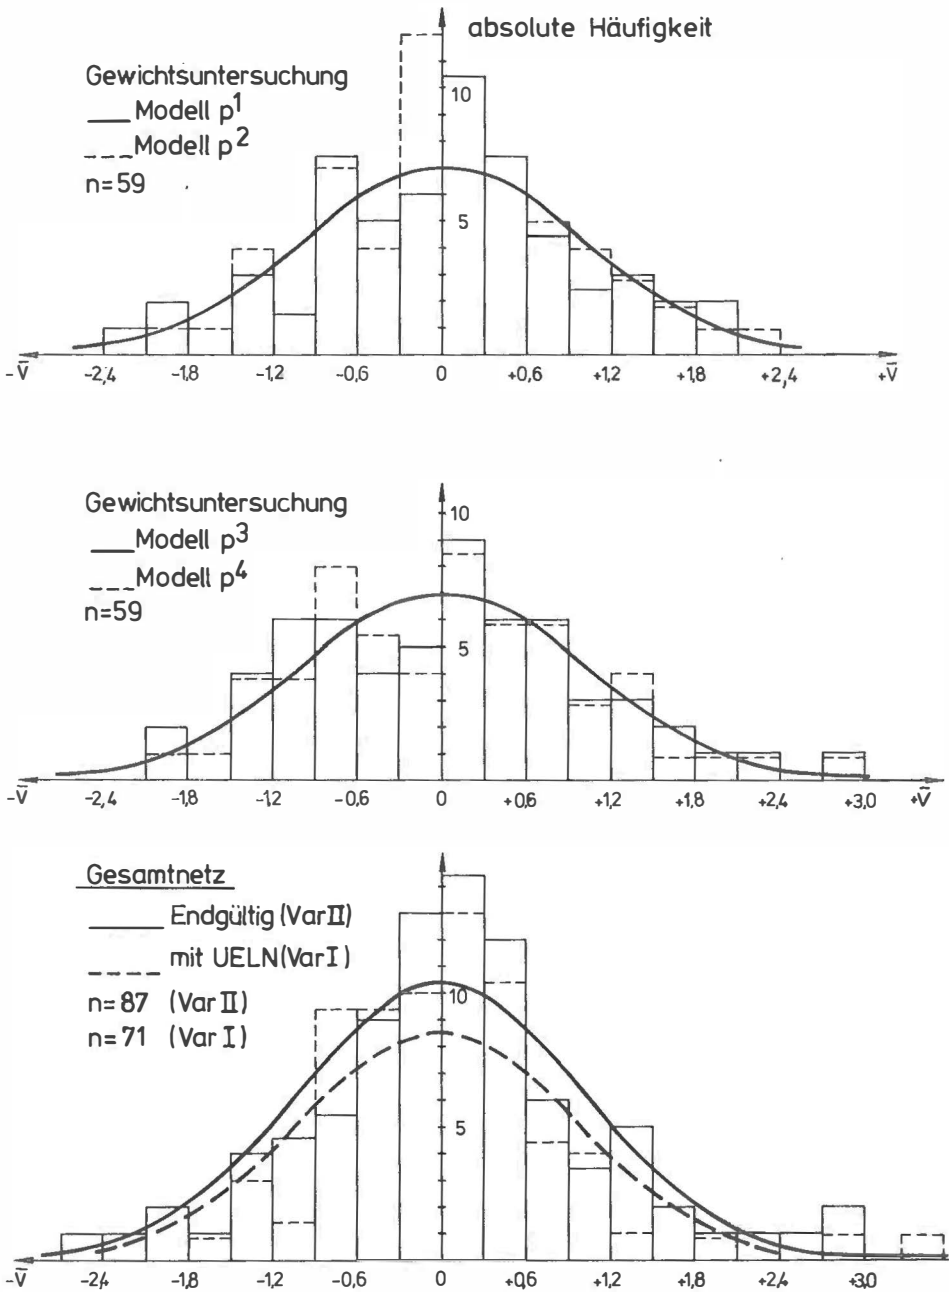 absolute Häufigkeit
Gewichtsuntersuchung
Modell p1
Modell p2
n=59
10
5
-V̄ -2,4 -1,8 -1,2 -0,6 0 +0,6 +1,2 +1,8 +2,4 +V̄
Gewichtsuntersuchung
Modell p3
Modell p4
n=59
10
5
-V̄ -2,4 -1,8 -1,2 -0,6 0 +0,6 +1,2 +1,8 +2,4 +3,0 +V̄
Gesamtnetz
Endgültig (Var II)
mit UELN (Var I)
n=87 (Var II)
n=71 (Var I)
10
5
-V̄ -2,4 -1,8 -1,2 -0,6 0 +0,6 +1,2 +1,8 +2,4 +3,0